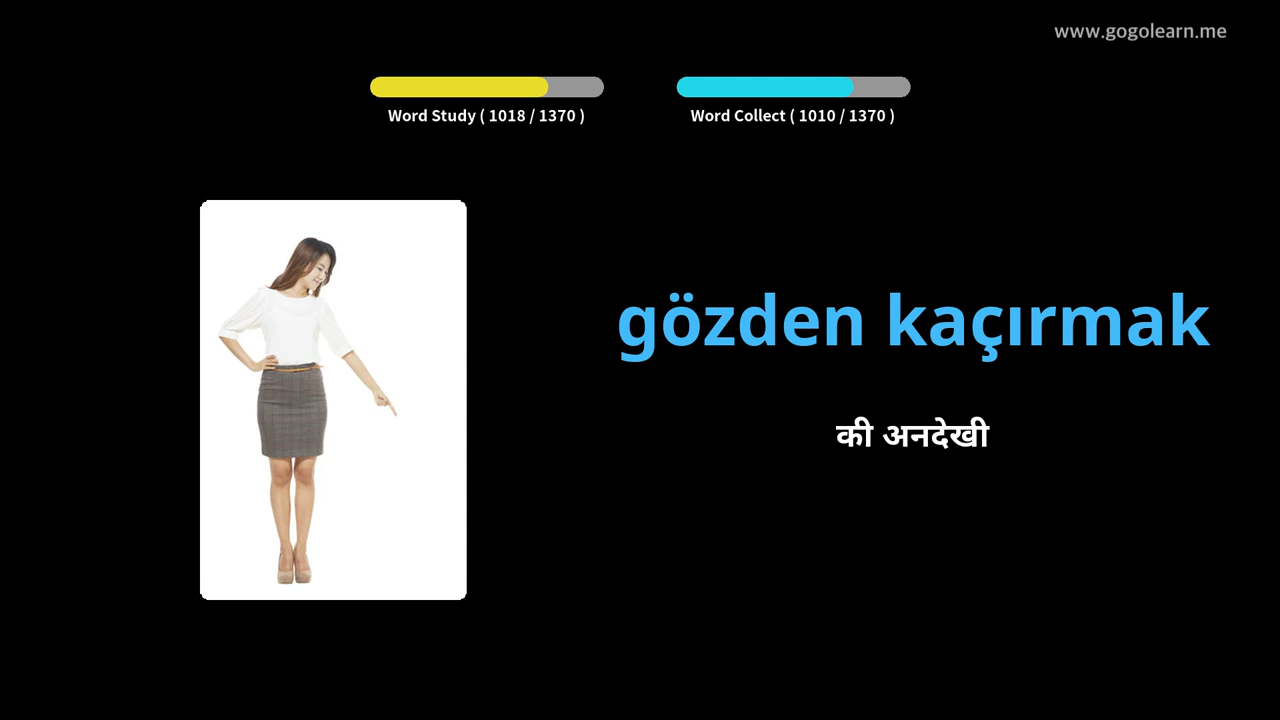 www.gogolearn.me
Word Study ( 1018 / 1370 )
Word Collect ( 1010 / 1370 )
gözden kaçırmak
की अनदेखी